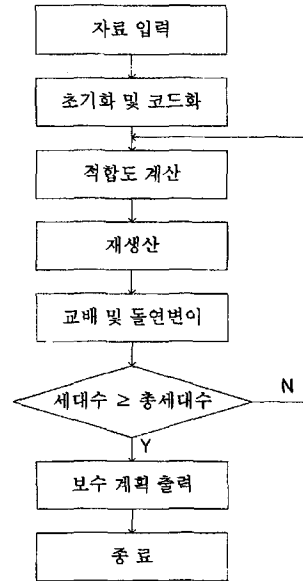 자료 입력
초기화 및 코드화
적합도 계산
재생산
교배 및 돌연변이
세대수 ≥ 총세대수
N
Y
보수 계획 출력
종 료